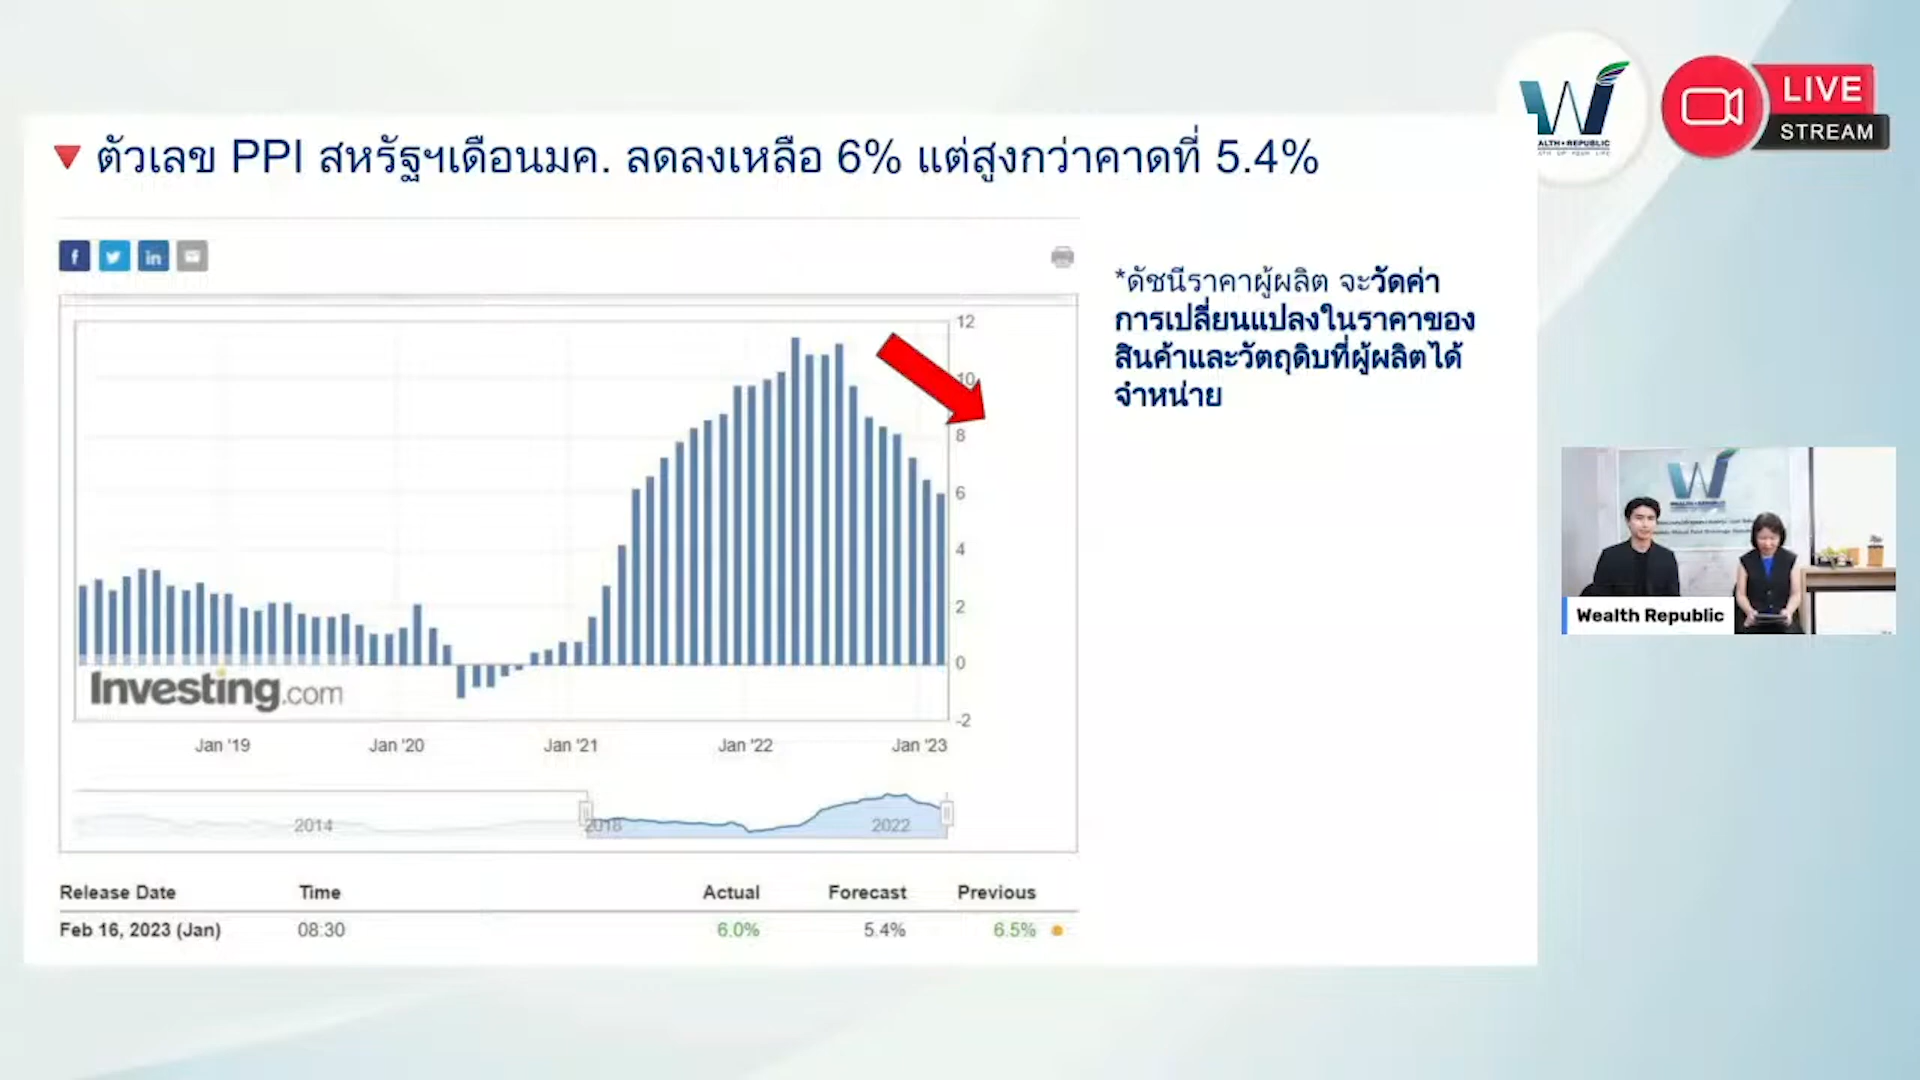 ALTH•REPUBLIC
LIVE
STREAM
ตัวเลข PPI สหรัฐฯเดือนมค. ลดลงเหลือ 6% แต่สูงกว่าคาดที่ 5.4%
*ดัชนีราคาผู้ผลิต จะวัดค่า
การเปลี่ยนแปลงในราคาของ
สินค้าและวัตถุดิบที่ผู้ผลิตได้
จำหน่าย
12
10
8
6
4
2
0
-2
Investing.com
Jan '19
Jan '20
Jan '21
Jan '22
Jan '23
2014
2018
2022
Release Date Time Actual Forecast Previous
Feb 16, 2023 (Jan) 08:30 6.0% 5.4% 6.5%
Wealth Republic